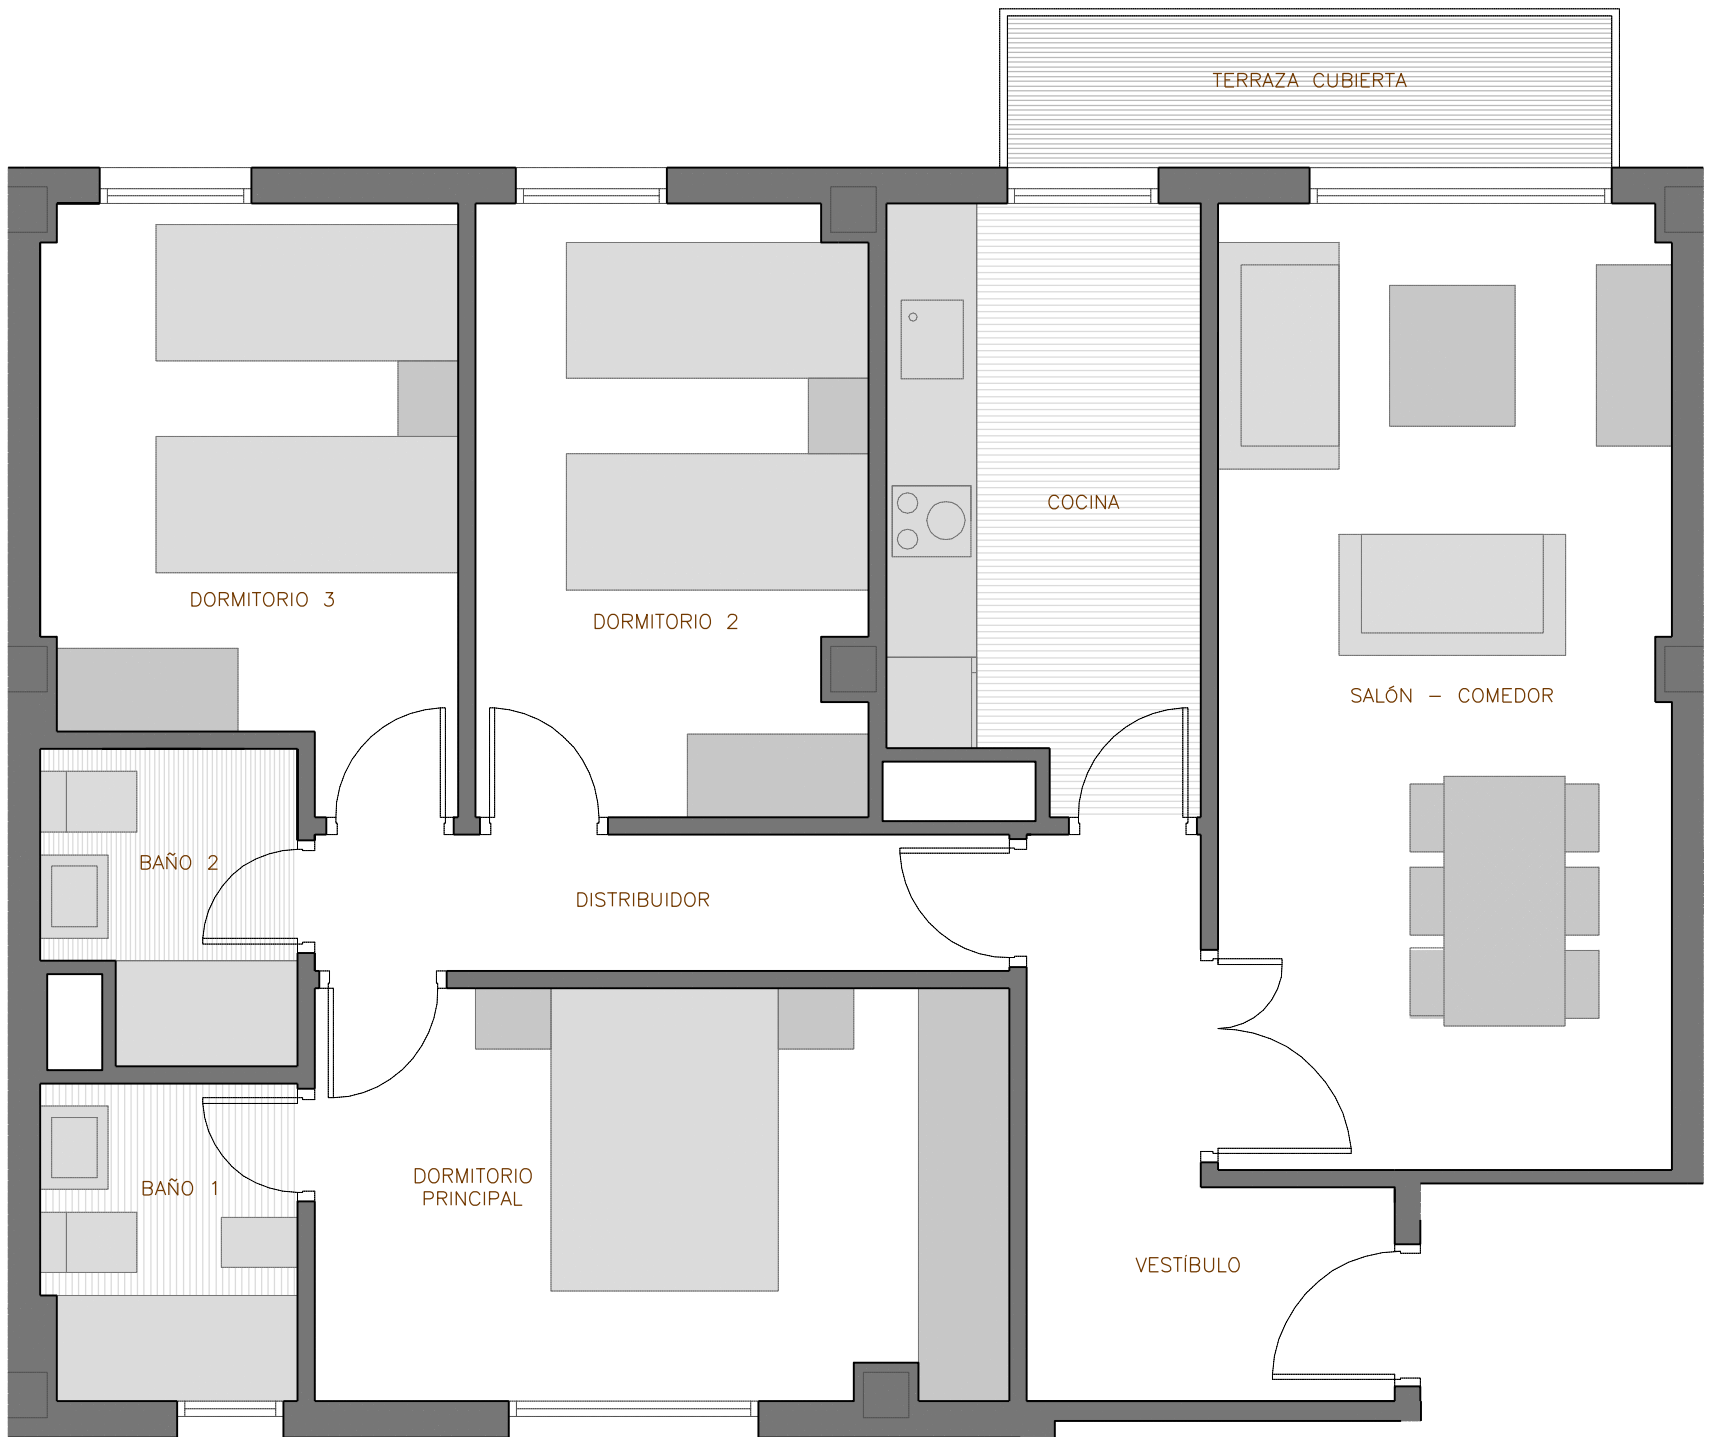 TERRAZA CUBIERTA
COCINA
DORMITORIO 3
DORMITORIO 2
SALÓN - COMEDOR
BAÑO 2
DISTRIBUIDOR
DORMITORIO
PRINCIPAL
BAÑO 1
VESTÍBULO